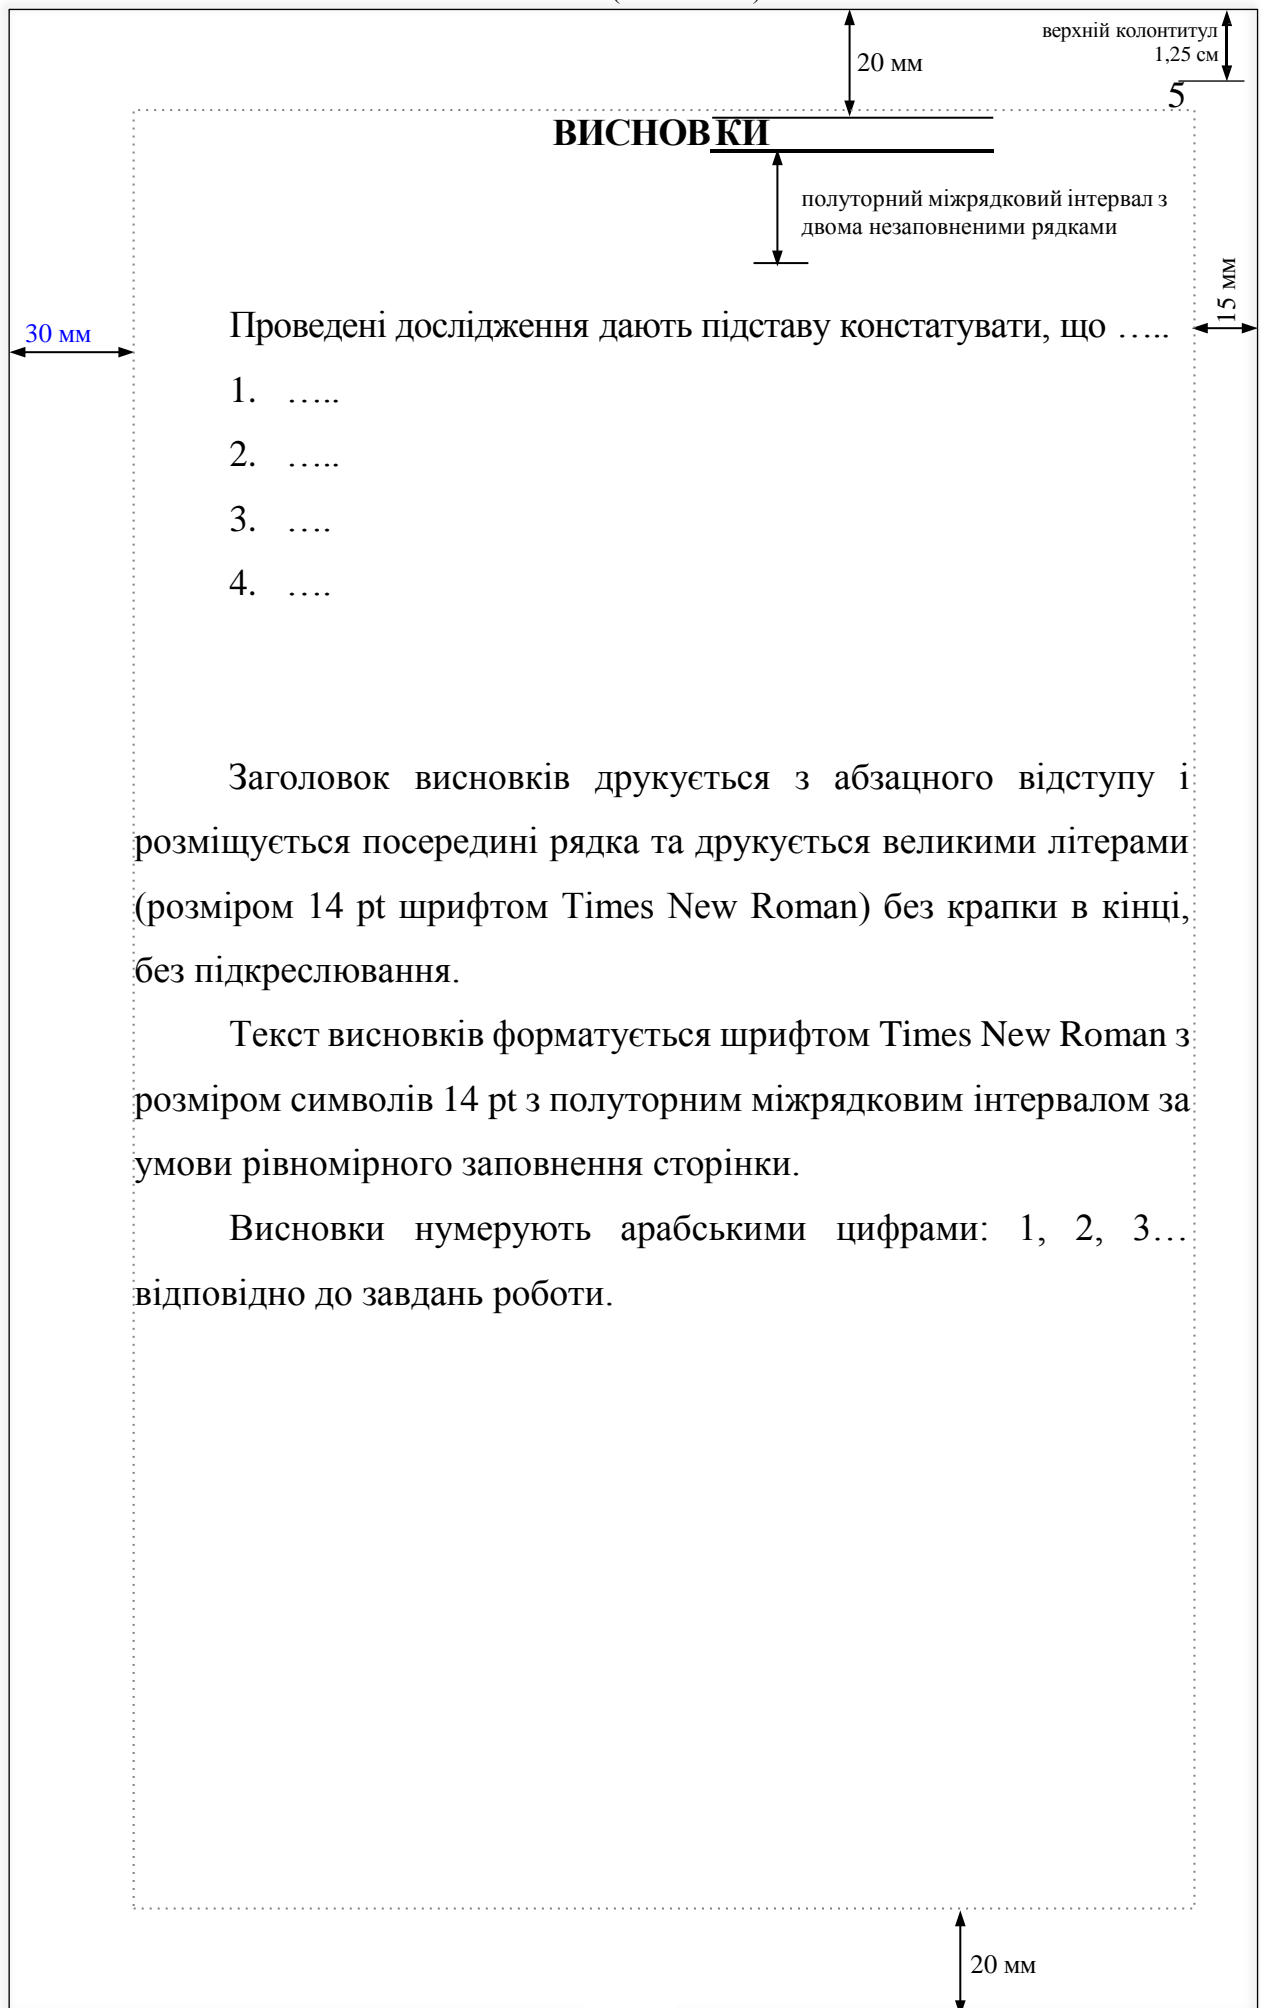 верхній колонтитул
1,25 см
20 мм
5
ВИСНОВКИ
полуторний міжрядковий інтервал з
двома незаповненими рядками
15 мм
30 мм
Проведені дослідження дають підставу констатувати, що …..
1. …..
2. …..
3. ….
4. ….
Заголовок висновків друкується з абзацного відступу і
розміщується посередині рядка та друкується великими літерами
(розміром 14 pt шрифтом Times New Roman) без крапки в кінці,
без підкреслювання.
Текст висновків форматується шрифтом Times New Roman з
розміром символів 14 pt з полуторним міжрядковим інтервалом за
умови рівномірного заповнення сторінки.
Висновки нумерують арабськими цифрами: 1, 2, 3…
відповідно до завдань роботи.
20 мм